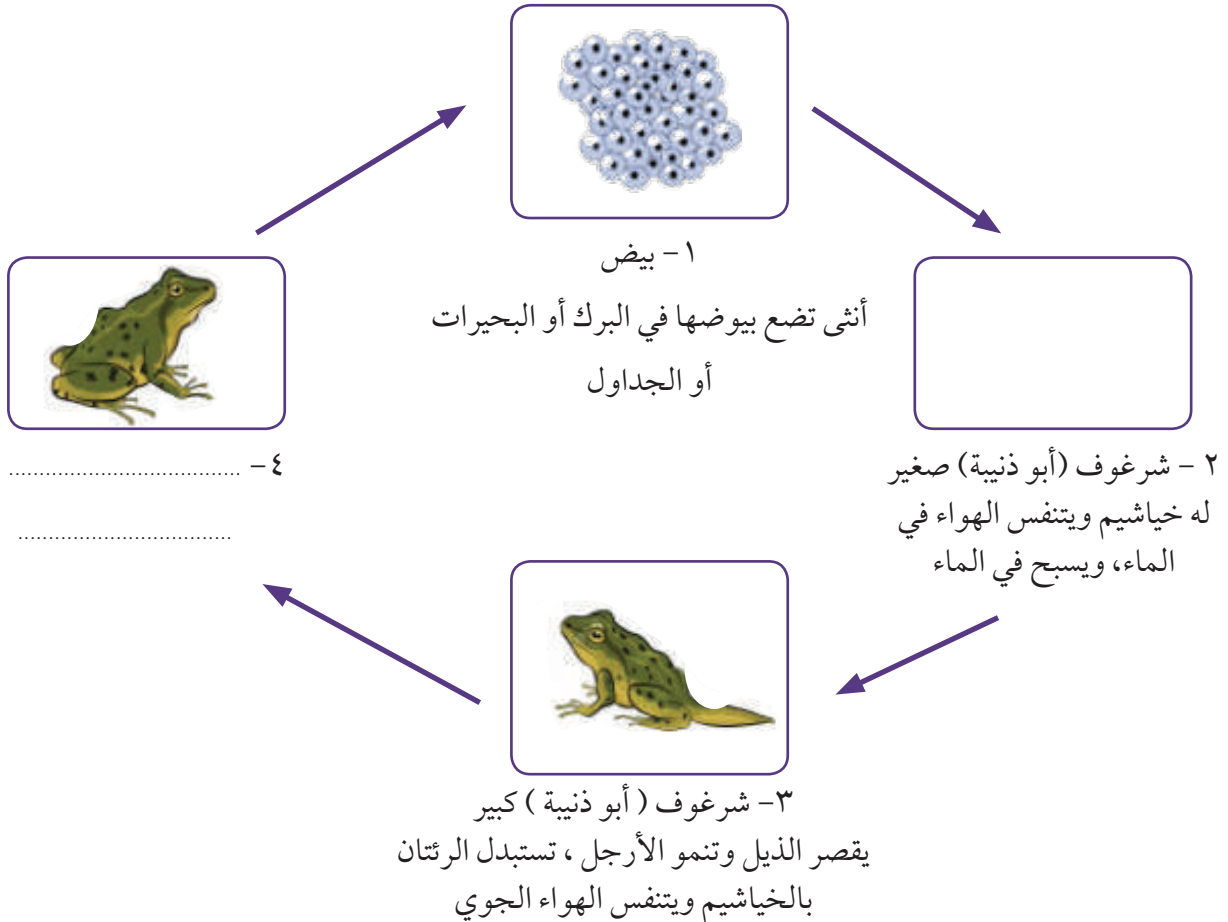 ١- بيض
أنثى تضع بيوضها في البرك أو البحيرات
أو الجداول
٢ - شرغوف (أبو ذنيبة) صغير
له خياشيم ويتنفس الهواء في
الماء، ويسبح في الماء
٣- شرغوف ( أبو ذنيبة ) كبير
يقصر الذيل وتنمو الأرجل ، تستبدل الرئتان
بالخياشيم ويتنفس الهواء الجوي
٤- ......................................
...................................